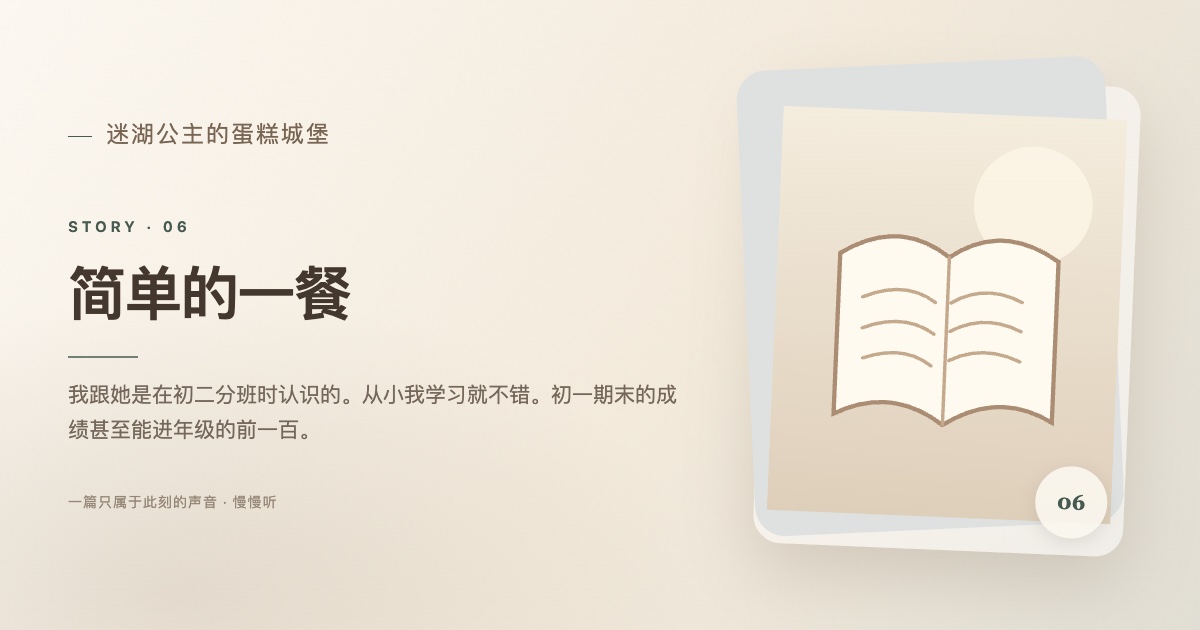 迷湖公主的蛋糕城堡
STORY · 06
简单的一餐
我跟她是在初二分班时认识的。从小我学习就不错。初一期末的成
绩甚至能进年级的前一百。
一篇只属于此刻的声音 · 慢慢听
06